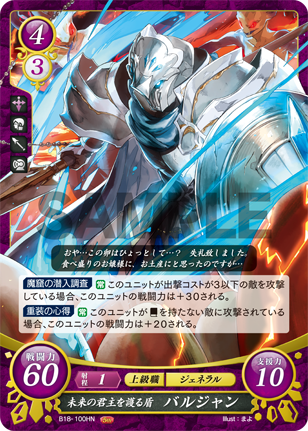 4
3
SAMPLE
おや…この卵はひょっとして…? 失礼致しました。
食べ盛りのお嬢様に、お土産にと思ったのですが…
魔窟の潜入調査 常 このユニットが出撃コストが3以下の敵を攻撃
している場合、このユニットの戦闘力は+30される。
重装の心得 常 このユニットが を持たない敵に攻撃されている
場合、このユニットの戦闘力は+20される。
戦闘力
60
射程 1
上級職
ジェネラル
支援力
10
未来の君主を護る盾 バルジャン
B18-100HN
Illust:まよ